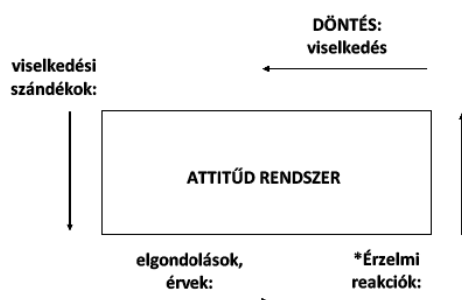 DÖNTÉS:
viselkedés
viselkedési
szándékok:
ATTITŰD RENDSZER
elgondolások,
érvek:
*Érzelmi
reakciók: